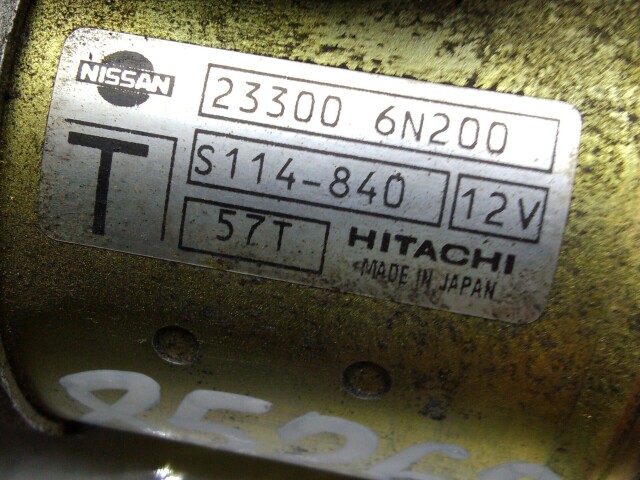 NISSAN
23300 6N200
T
S114-840
12V
57T
HITACHI
MADE IN JAPAN